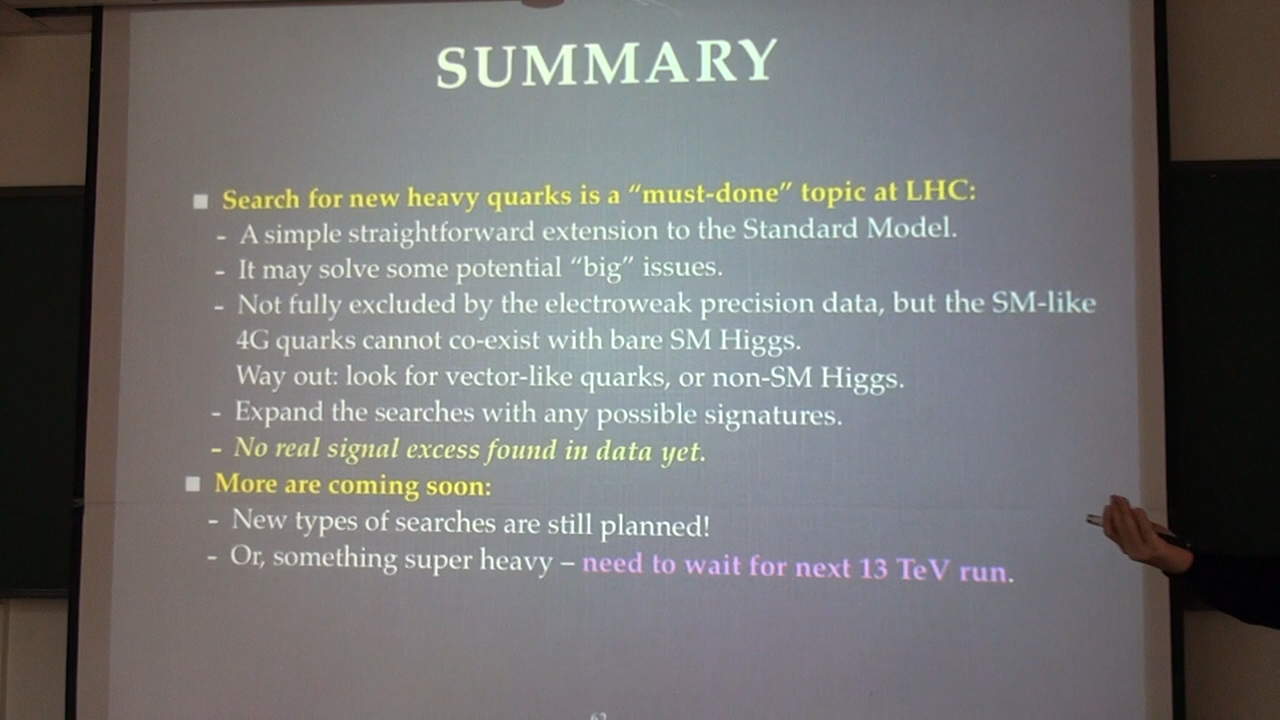 SUMMARY
■ Search for new heavy quarks is a “must-done” topic at LHC:
- A simple straightforward extension to the Standard Model.
- It may solve some potential “big” issues.
- Not fully excluded by the electroweak precision data, but the SM-like
4G quarks cannot co-exist with bare SM Higgs.
Way out: look for vector-like quarks, or non-SM Higgs.
- Expand the searches with any possible signatures.
- No real signal excess found in data yet.
■ More are coming soon:
- New types of searches are still planned!
- Or, something super heavy – need to wait for next 13 TeV run.